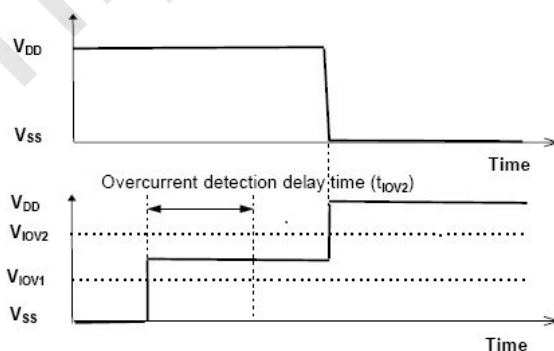 VDD
VSS
Time
Overcurrent detection delay time (tIOV2)
VDD
VIOV2
VIOV1
VSS
Time